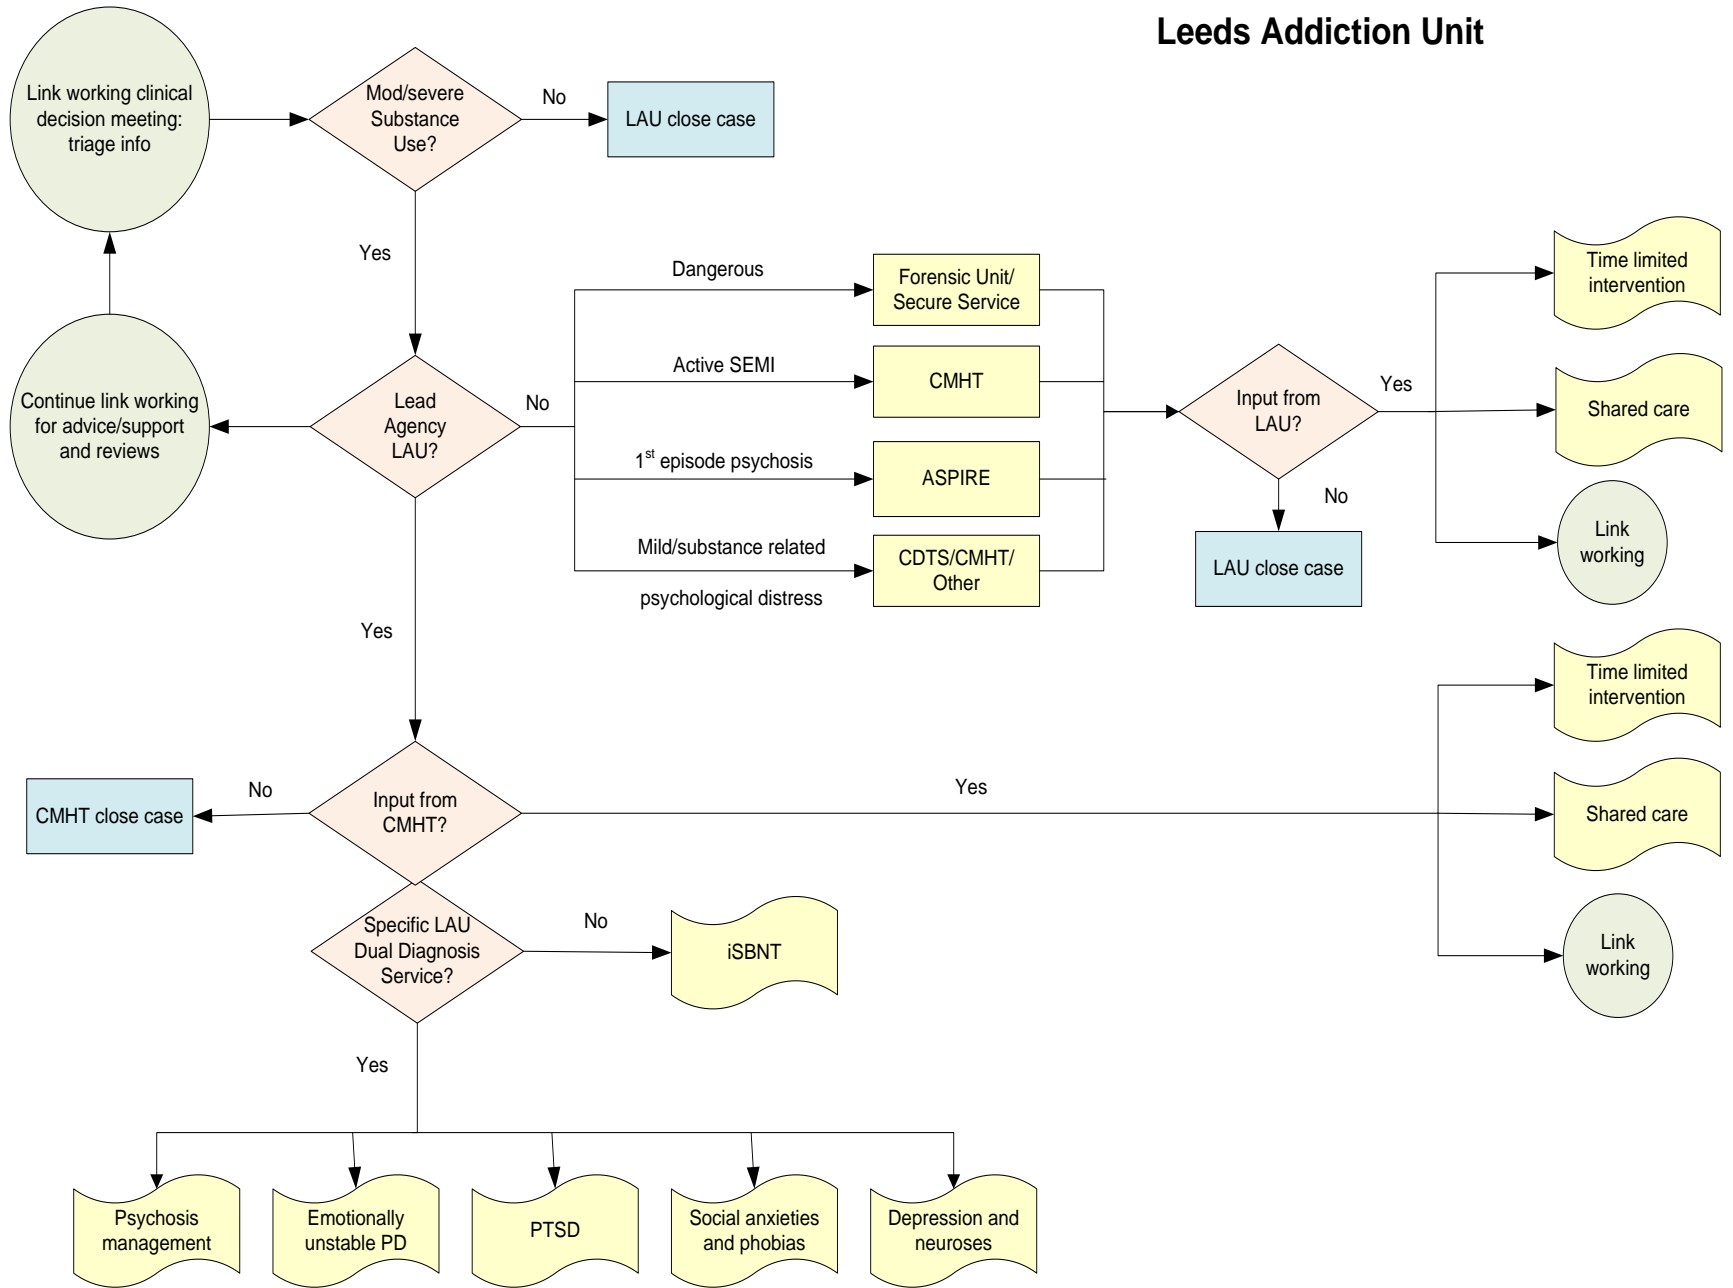 Leeds Addiction Unit
Link working clinical
decision meeting:
triage info
Mod/severe
Substance
Use?
No
LAU close case
Yes
Continue link working
for advice/support
and reviews
Lead
Agency
LAU?
No
Dangerous
Forensic Unit/
Secure Service
Active SEMI
CMHT
1st episode psychosis
ASPIRE
Mild/substance related
psychological distress
CDTS/CMHT/
Other
Input from
LAU?
Yes
No
LAU close case
Time limited
intervention
Shared care
Link
working
Yes
Input from
CMHT?
No
CMHT close case
Yes
Time limited
intervention
Shared care
Link
working
Specific LAU
Dual Diagnosis
Service?
No
iSBNT
Yes
Psychosis
management
Emotionally
unstable PD
PTSD
Social anxieties
and phobias
Depression and
neuroses